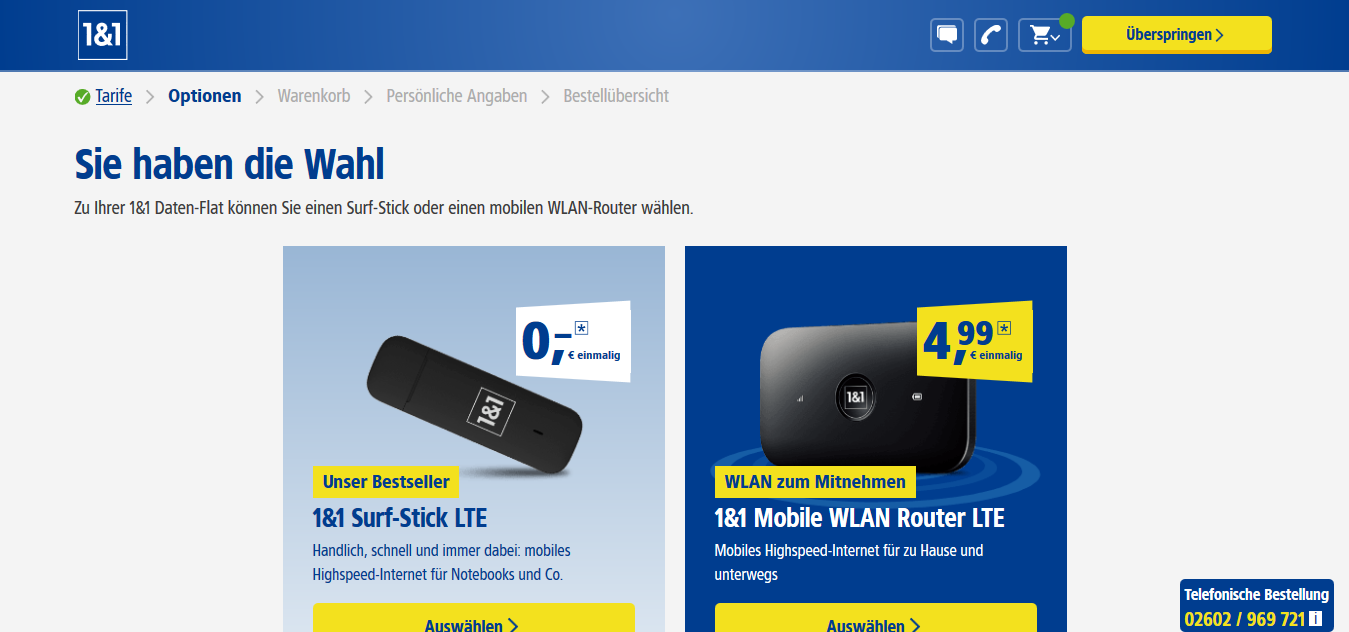 1&1
Überspringen
Tarife Optionen Warenkorb Persönliche Angaben Bestellübersicht
Sie haben die Wahl
Zu Ihrer 1&1 Daten-Flat können Sie einen Surf-Stick oder einen mobilen WLAN-Router wählen.
0,–*
€ einmalig
1&1
Unser Bestseller
1&1 Surf-Stick LTE
Handlich, schnell und immer dabei: mobiles
Highspeed-Internet für Notebooks und Co.
Auswählen
4,99*
€ einmalig
1&1
WLAN zum Mitnehmen
1&1 Mobile WLAN Router LTE
Mobiles Highspeed-Internet für zu Hause und
unterwegs
Auswählen
Telefonische Bestellung
02602 / 969 721 i